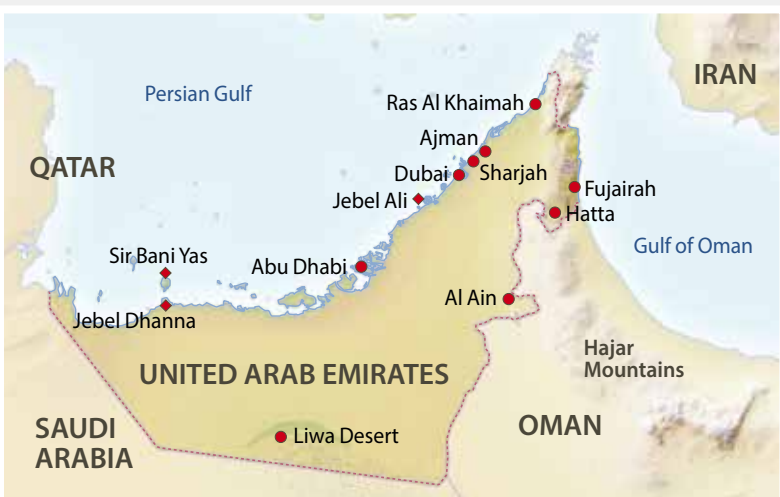 IRAN
Persian Gulf
Ras Al Khaimah
Ajman
QATAR
Dubai
Sharjah
Fujairah
Jebel Ali
Hatta
Gulf of Oman
Sir Bani Yas
Abu Dhabi
Al Ain
Jebel Dhanna
Hajar
Mountains
UNITED ARAB EMIRATES
SAUDI
ARABIA
Liwa Desert
OMAN